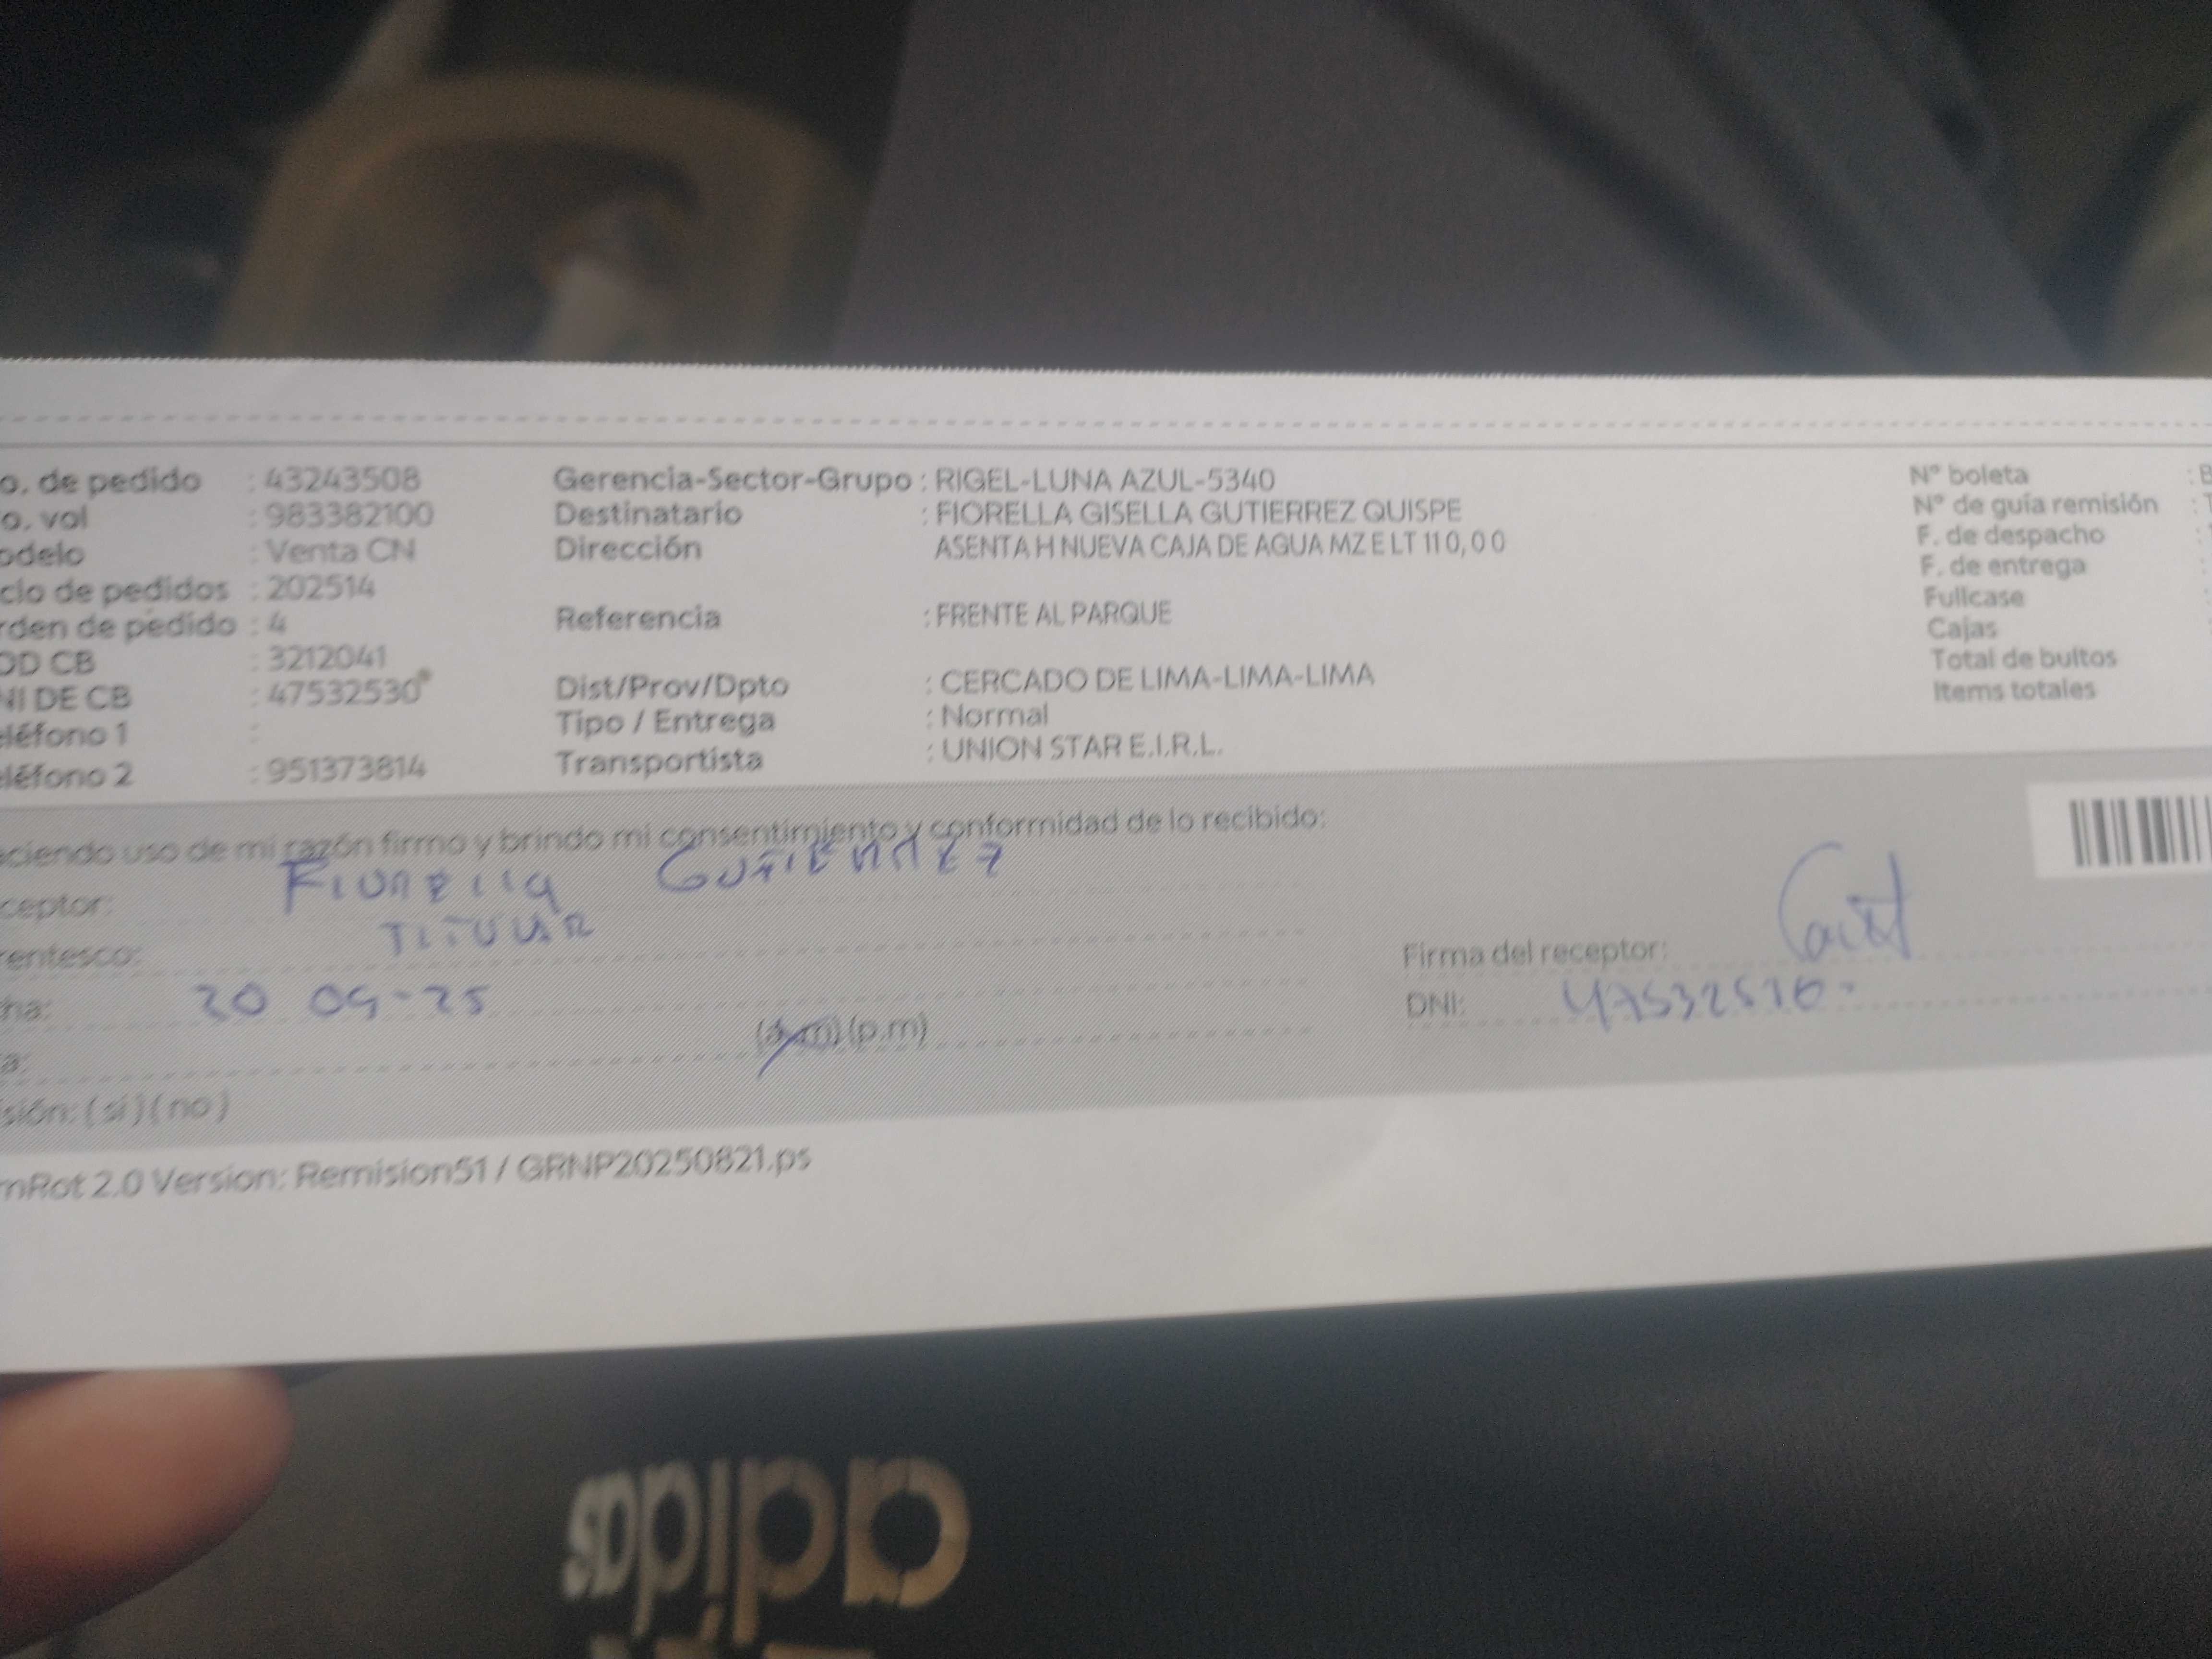 o. de pedido : 43243508 Gerencia-Sector-Grupo : RIGEL-LUNA AZUL-5340 N° boleta : B
o. vol : 983382100 Destinatario : FIORELLA GISELLA GUTIERREZ QUISPE N° de guía remisión :
odelo : Venta CN Dirección ASENTA H NUEVA CAJA DE AGUA MZ E LT 11 0, 0 0 F. de despacho :
clo de pedidos : 202514 F. de entrega :
rden de pedido : 4 Referencia : FRENTE AL PARQUE Fullcase :
OD CB : 3212041 Cajas
NI DE CB : 47532530 Dist/Prov/Dpto : CERCADO DE LIMA-LIMA-LIMA Total de bultos
eléfono 1 : Tipo / Entrega : Normal Items totales
eléfono 2 : 951373814 Transportista : UNION STAR E.I.R.L.
ciendo uso de mi razón firmo y brindo mi consentimiento y conformidad de lo recibido:
ceptor: FIORELLA GUTIERREZ
rentesco: TITULAR Firma del receptor:
ha: 20 09-25 DNI:
a: (a.m) (p.m)
sión: ( si ) ( no )
mRot 2.0 Version: Remision51 / GRNP20250821.ps
adidas